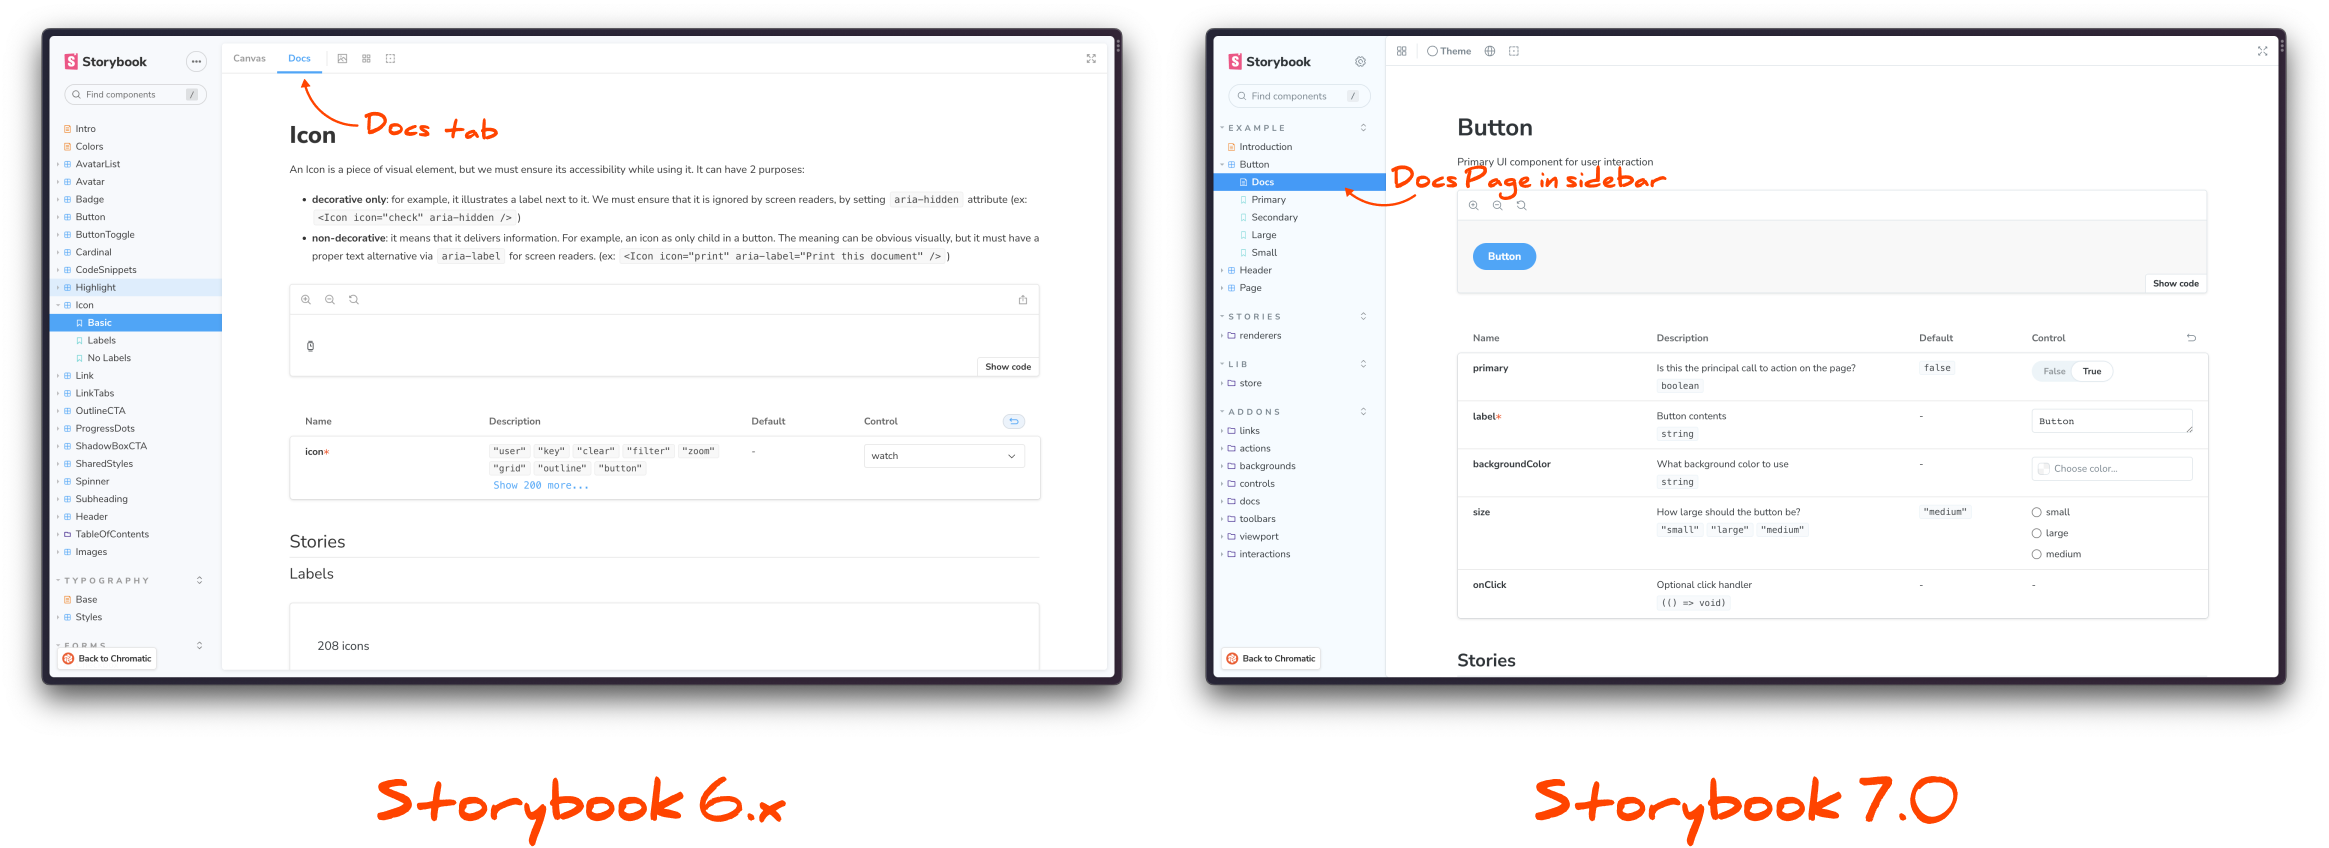 Storybook
Find components /
Intro
Colors
AvatarList
Avatar
Badge
Button
ButtonToggle
Cardinal
CodeSnippets
Highlight
Icon
Basic
Labels
No Labels
Link
LinkTabs
OutlineCTA
ProgressDots
ShadowBoxCTA
SharedStyles
Spinner
Subheading
Header
TableOfContents
Images
TYPOGRAPHY
Base
Styles
FORMS
Back to Chromatic
Canvas Docs
Docs tab
Icon
An Icon is a piece of visual element, but we must ensure its accessibility while using it. It can have 2 purposes:
• decorative only: for example, it illustrates a label next to it. We must ensure that it is ignored by screen readers, by setting aria-hidden attribute (ex:
<Icon icon="check" aria-hidden /> )
• non-decorative: it means that it delivers information. For example, an icon as only child in a button. The meaning can be obvious visually, but it must have a
proper text alternative via aria-label for screen readers. (ex: <Icon icon="print" aria-label="Print this document" /> )
Show code
Name Description Default Control
icon* "user" "key" "clear" "filter" "zoom" - watch
"grid" "outline" "button"
Show 200 more...
Stories
Labels
208 icons
Storybook 6.x
Storybook
Find components /
EXAMPLE
Introduction
Button
Docs
Primary
Secondary
Large
Small
Header
Page
STORIES
renderers
LIB
store
ADDONS
links
actions
backgrounds
controls
docs
toolbars
viewport
interactions
Back to Chromatic
Theme
Button
Primary UI component for user interaction
Docs Page in sidebar
Button
Show code
Name Description Default Control
primary Is this the principal call to action on the page? false False True
boolean
label* Button contents - Button
string
backgroundColor What background color to use - Choose color...
string
size How large should the button be? "medium" small
"small" "large" "medium"
large
medium
onClick Optional click handler - -
(() => void)
Stories
Storybook 7.0